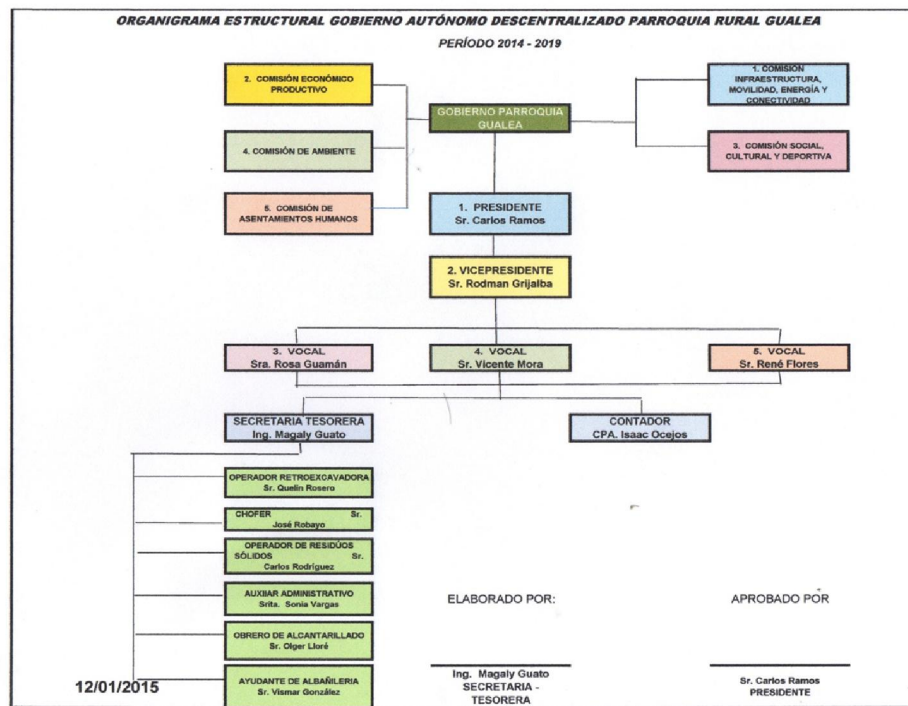 ORGANIGRAMA ESTRUCTURAL GOBIERNO AUTÓNOMO DESCENTRALIZADO PARROQUIA RURAL GUALEA
PERÍODO 2014 - 2019
2. COMISIÓN ECONÓMICO
PRODUCTIVO
1. COMISION
INFRAESTRUCTURA,
MOVILIDAD, ENERGÍA Y
CONECTIVIDAD
GOBIERNO PARROQUIA
GUALEA
4. COMISIÓN DE AMBIENTE
3. COMISIÓN SOCIAL,
CULTURAL Y DEPORTIVA
5. COMISIÓN DE
ASENTAMIENTOS HUMANOS
1. PRESIDENTE
Sr. Carlos Ramos
2. VICEPRESIDENTE
Sr. Rodman Grijalba
3. VOCAL
Sra. Rosa Guamán
4. VOCAL
Sr. Vicente Mora
5. VOCAL
Sr. René Flores
SECRETARIA TESORERA
Ing. Magaly Guato
CONTADOR
CPA. Isaac Ocejos
OPERADOR RETROEXCAVADORA
Sr. Quelin Rosero
CHOFER Sr.
José Robayo
OPERADOR DE RESIDÚOS
SÓLIDOS Sr.
Carlos Rodríguez
AUXIIAR ADMINISTRATIVO
Srita. Sonia Vargas
OBRERO DE ALCANTARILLADO
Sr. Olger Lloré
AYUDANTE DE ALBAÑILERIA
Sr. Vismar González
ELABORADO POR:
APROBADO POR
Ing. Magaly Guato
SECRETARIA -
TESORERA
Sr. Carlos Ramos
PRESIDENTE
12/01/2015